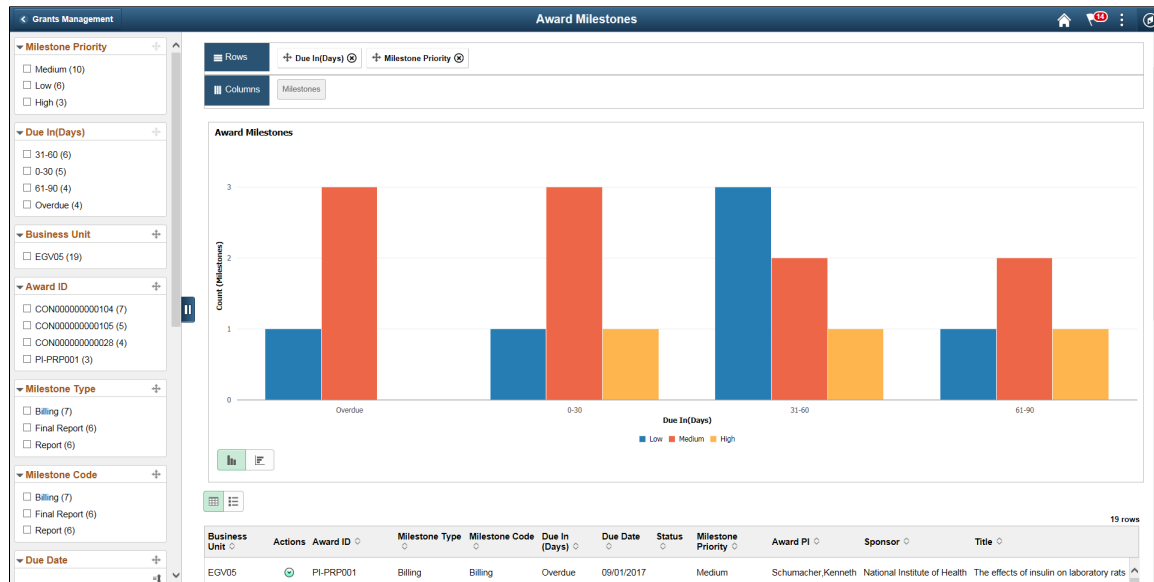 Grants Management
Award Milestones
14
Milestone Priority
Medium (10)
Low (6)
High (3)
Due In(Days)
31-60 (6)
0-30 (5)
61-90 (4)
Overdue (4)
Business Unit
EGV05 (19)
Award ID
CON000000000104 (7)
CON000000000105 (5)
CON000000000028 (4)
PI-PRP001 (3)
Milestone Type
Billing (7)
Final Report (6)
Report (6)
Milestone Code
Billing (7)
Final Report (6)
Report (6)
Due Date
Rows Due In(Days) Milestone Priority
Columns Milestones
Award Milestones
3
2
1
0
Count (Milestones)
Overdue 0-30 31-60 61-90
Due In(Days)
Low Medium High
19 rows
Business Unit Actions Award ID Milestone Type Milestone Code Due In (Days) Due Date Status Milestone Priority Award PI Sponsor Title
EGV05 PI-PRP001 Billing Billing Overdue 09/01/2017 Medium Schumacher,Kenneth National Institute of Health The effects of insulin on laboratory rats